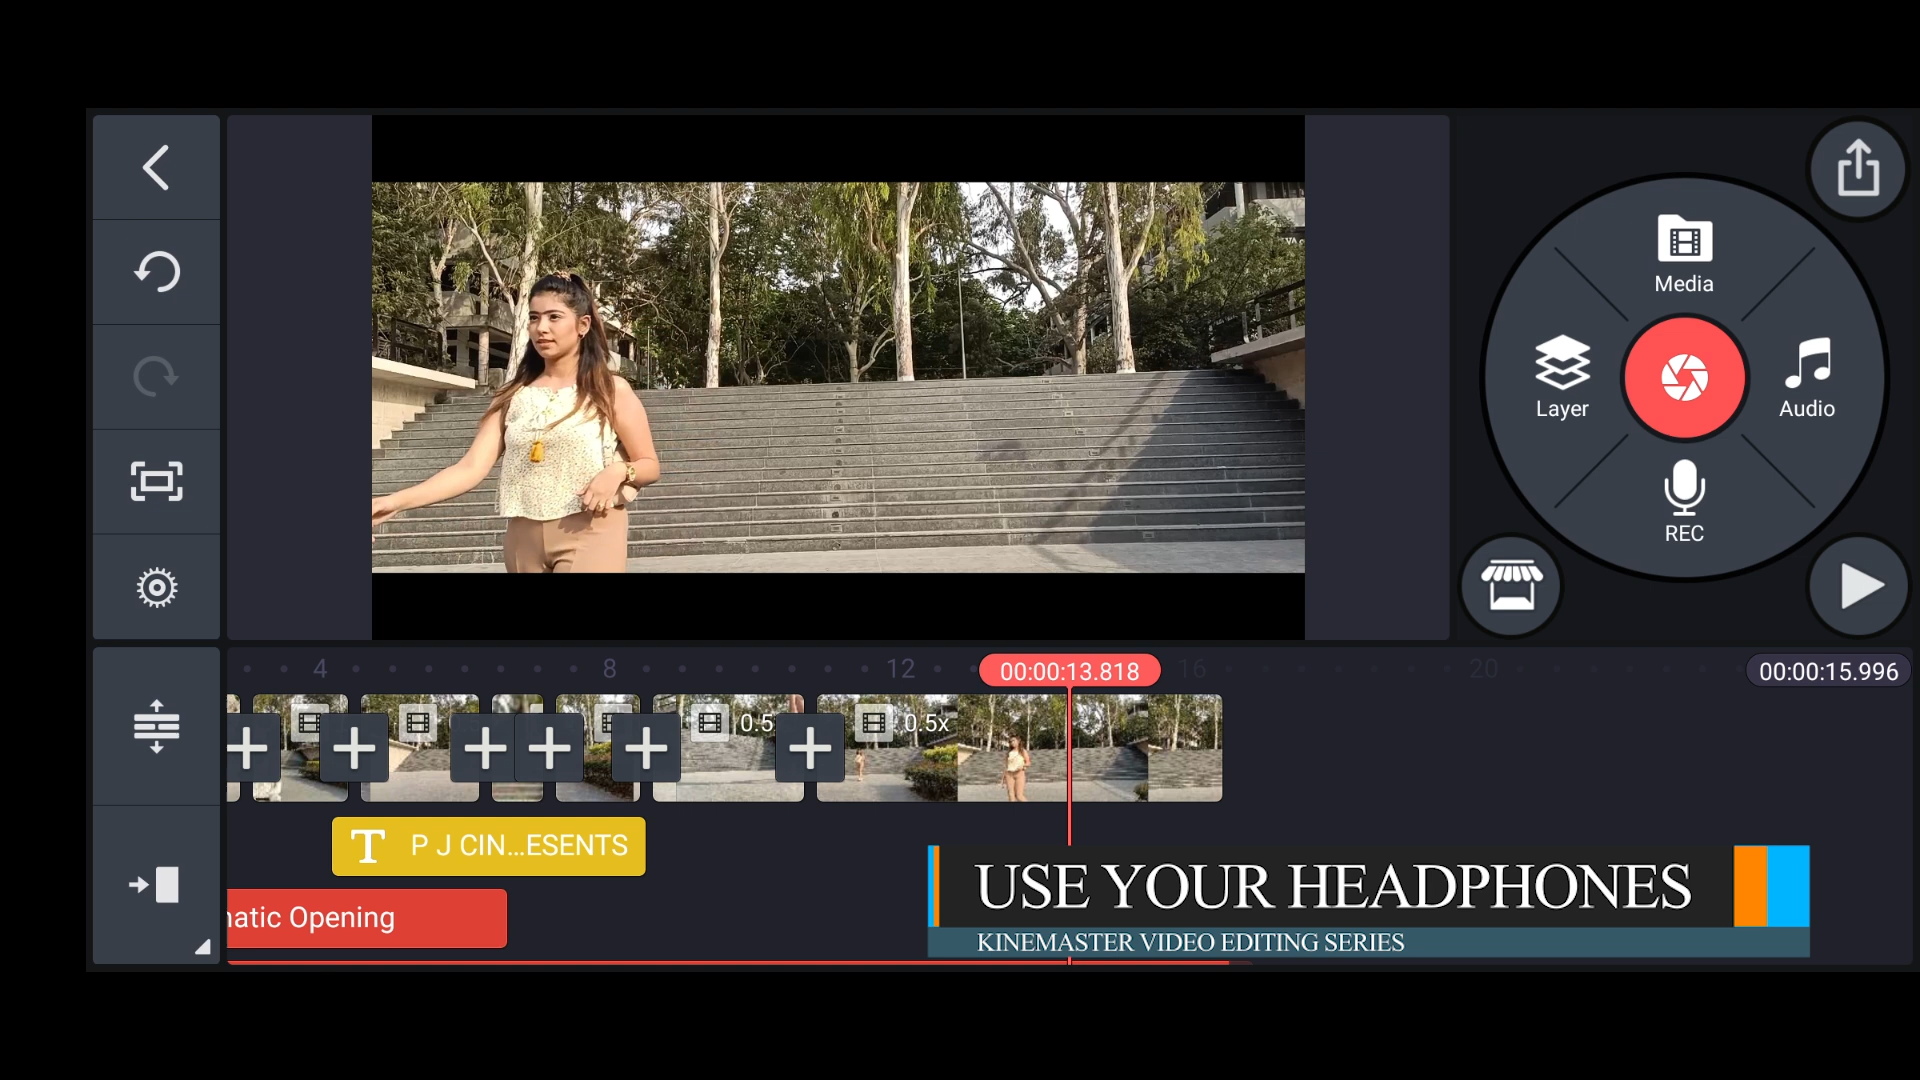 Media
Layer
Audio
REC
4
8
12
00:00:13.818
16
20
00:00:15.996
0.5
0.5x
P J CIN...ESENTS
natic Opening
USE YOUR HEADPHONES
KINEMASTER VIDEO EDITING SERIES